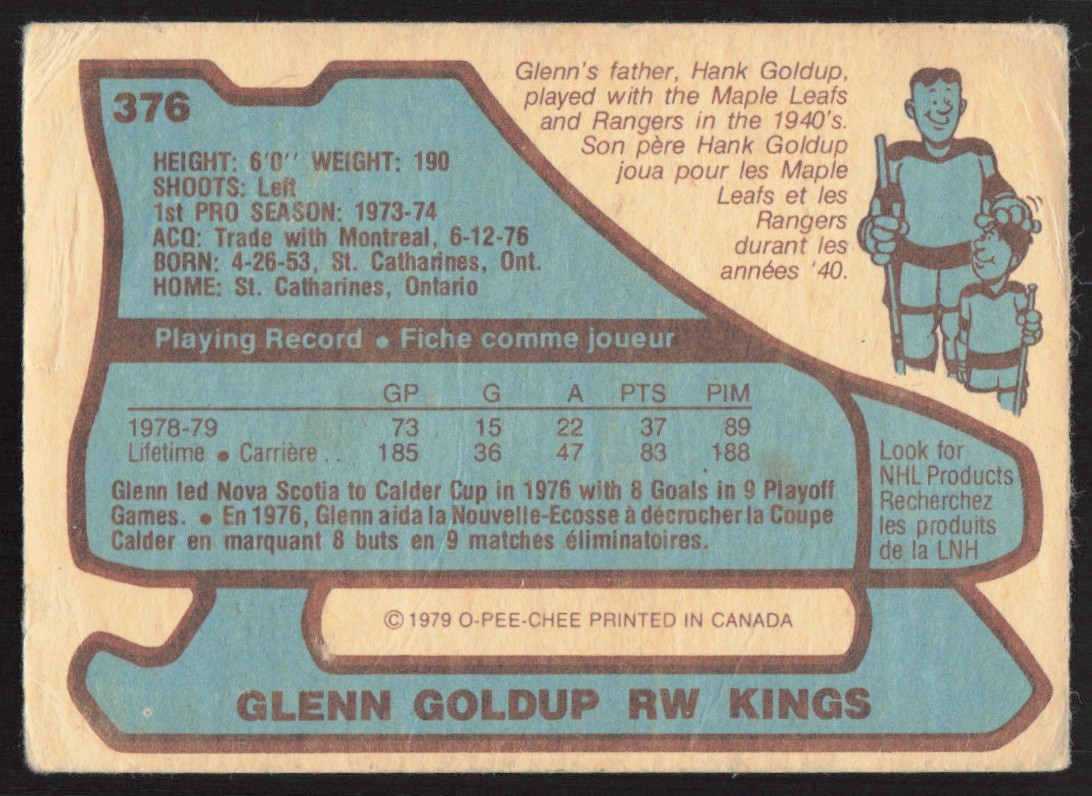 376
Glenn's father, Hank Goldup,
played with the Maple Leafs
and Rangers in the 1940's.
Son père Hank Goldup
joua pour les Maple
Leafs et les
Rangers
durant les
années '40.
HEIGHT: 6'0'' WEIGHT: 190
SHOOTS: Left
1st PRO SEASON: 1973-74
ACQ: Trade with Montreal, 6-12-76
BORN: 4-26-53, St. Catharines, Ont.
HOME: St. Catharines, Ontario
Playing Record • Fiche comme joueur
GP G A PTS PIM
1978-79 73 15 22 37 89
Lifetime • Carrière .. 185 36 47 83 188
Glenn led Nova Scotia to Calder Cup in 1976 with 8 Goals in 9 Playoff
Games. • En 1976, Glenn aida la Nouvelle-Ecosse à décrocher la Coupe
Calder en marquant 8 buts en 9 matches éliminatoires.
Look for
NHL Products
Recherchez
les produits
de la LNH
© 1979 O-PEE-CHEE PRINTED IN CANADA
GLENN GOLDUP RW KINGS